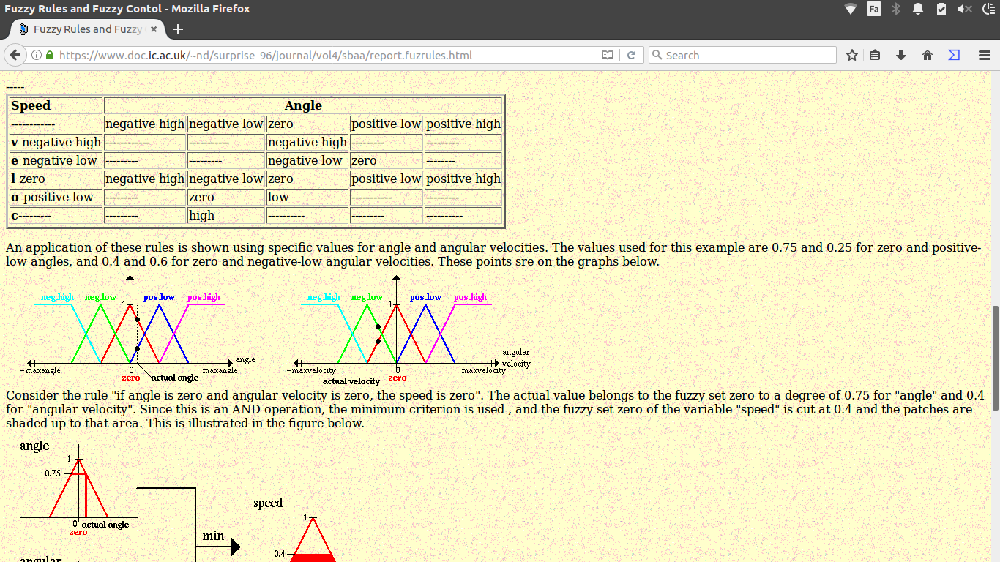 Fuzzy Rules and Fuzzy Contol - Mozilla Firefox
Fa
Fuzzy Rules and Fuzzy
https://www.doc.ic.ac.uk/~nd/surprise_96/journal/vol4/sbaa/report.fuzrules.html
Search
-----
Speed Angle
------------ negative high negative low zero positive low positive high
v negative high ------------ ----------- negative high --------- ---------
e negative low --------- --------- negative low zero --------
l zero negative high negative low zero positive low positive high
o positive low --------- zero low ----------- ---------
c--------- --------- high ---------- --------- ----------
An application of these rules is shown using specific values for angle and angular velocities. The values used for this example are 0.75 and 0.25 for zero and positive-
low angles, and 0.4 and 0.6 for zero and negative-low angular velocities. These points sre on the graphs below.
neg.high neg.low pos.low pos.high
1
angle
-maxangle 0 maxangle
zero actual angle
neg.high neg.low pos.low pos.high
1
angular
velocity
-maxvelocity 0 maxvelocity
actual velocity zero
Consider the rule "if angle is zero and angular velocity is zero, the speed is zero". The actual value belongs to the fuzzy set zero to a degree of 0.75 for "angle" and 0.4
for "angular velocity". Since this is an AND operation, the minimum criterion is used , and the fuzzy set zero of the variable "speed" is cut at 0.4 and the patches are
shaded up to that area. This is illustrated in the figure below.
angle
1
0.75
0 actual angle
zero
speed
1
min
0.4
angular